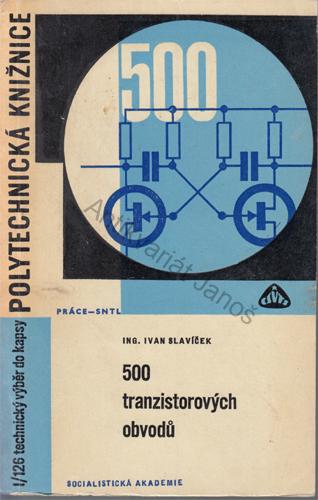 POLYTECHNICKÁ KNIŽNICE
I/126 technický výběr do kapsy
500
Antikvariát Janoš
PRÁCE—SNTL
ING. IVAN SLAVÍČEK
500
tranzistorových
obvodů
SOCIALISTICKÁ AKADEMIE